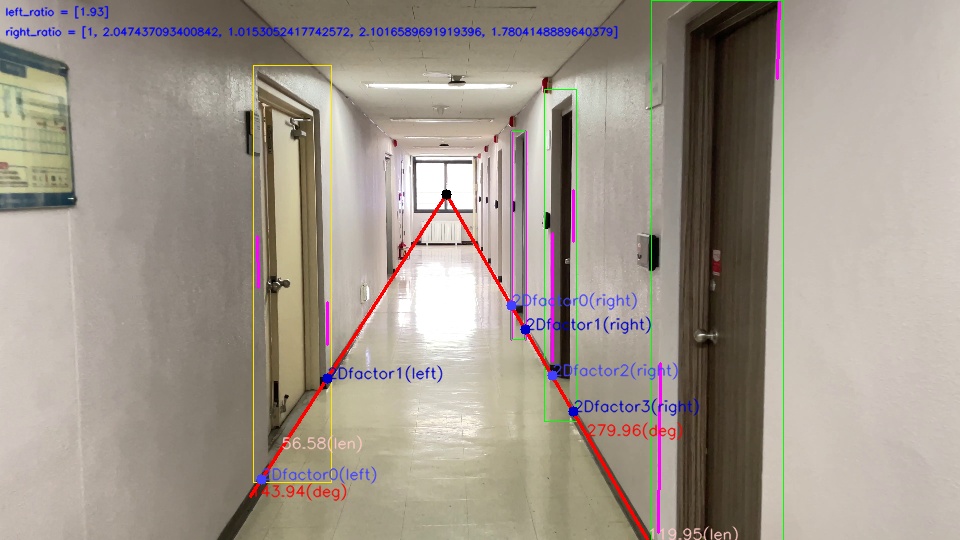 left_ratio = [1.93]
right_ratio = [1, 2.047437093400842, 1.0153052417742572, 2.1016589691919396, 1.7804148889640379]
2Dfactor0(right)
2Dfactor1(right)
2Dfactor1(left)
2Dfactor2(right)
2Dfactor3(right)
279.96(deg)
56.58(len)
2Dfactor0(left)
43.94(deg)
119.95(len)